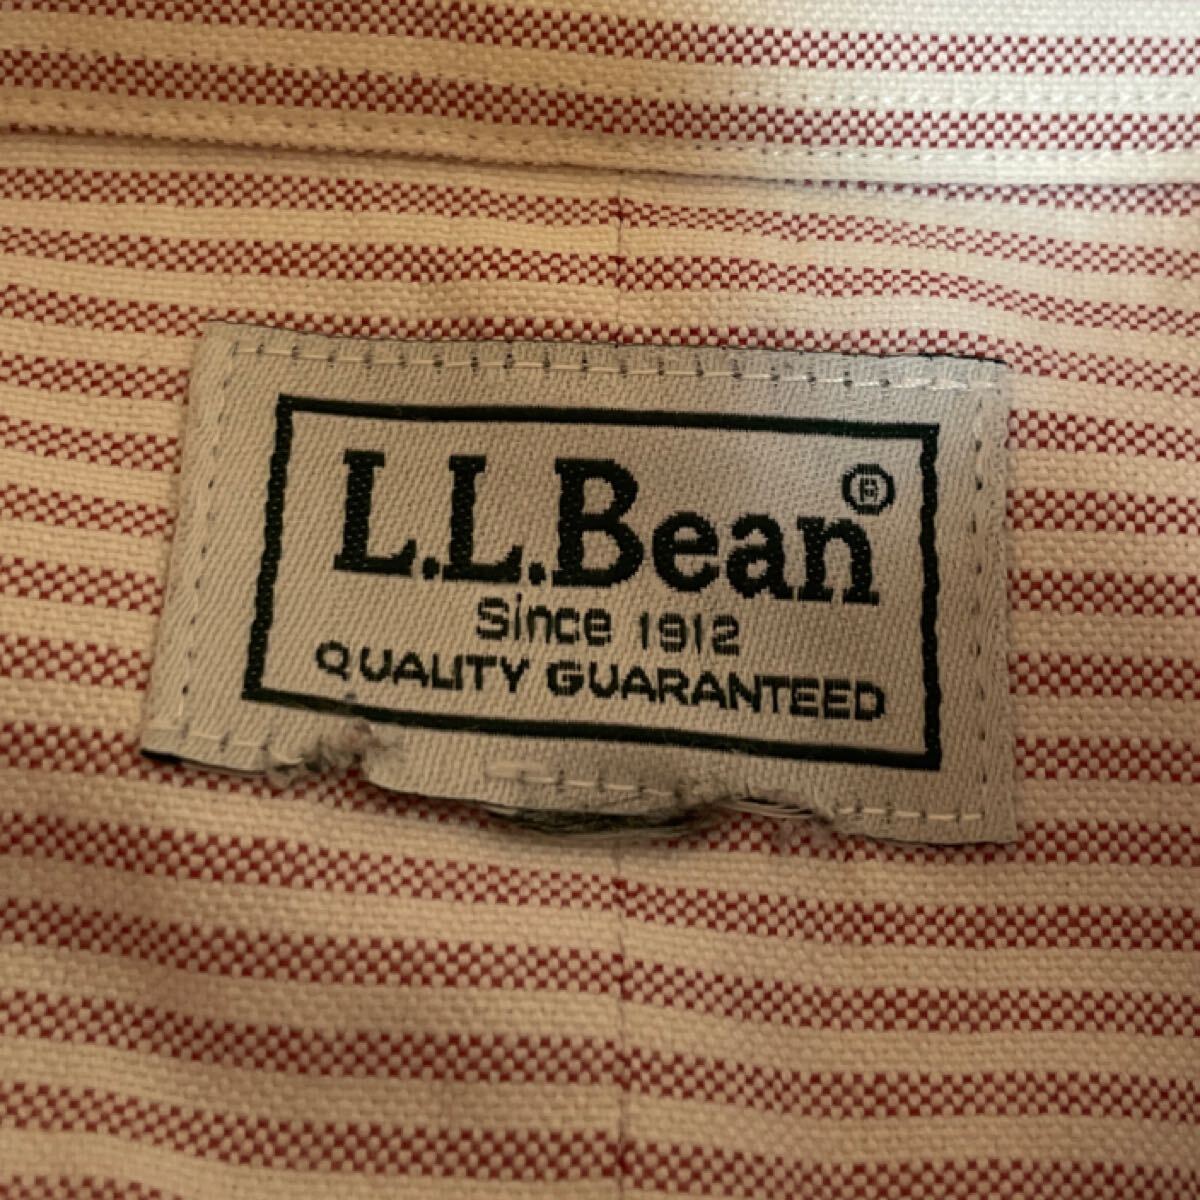 L.L.Bean®
Since 1912
QUALITY GUARANTEED